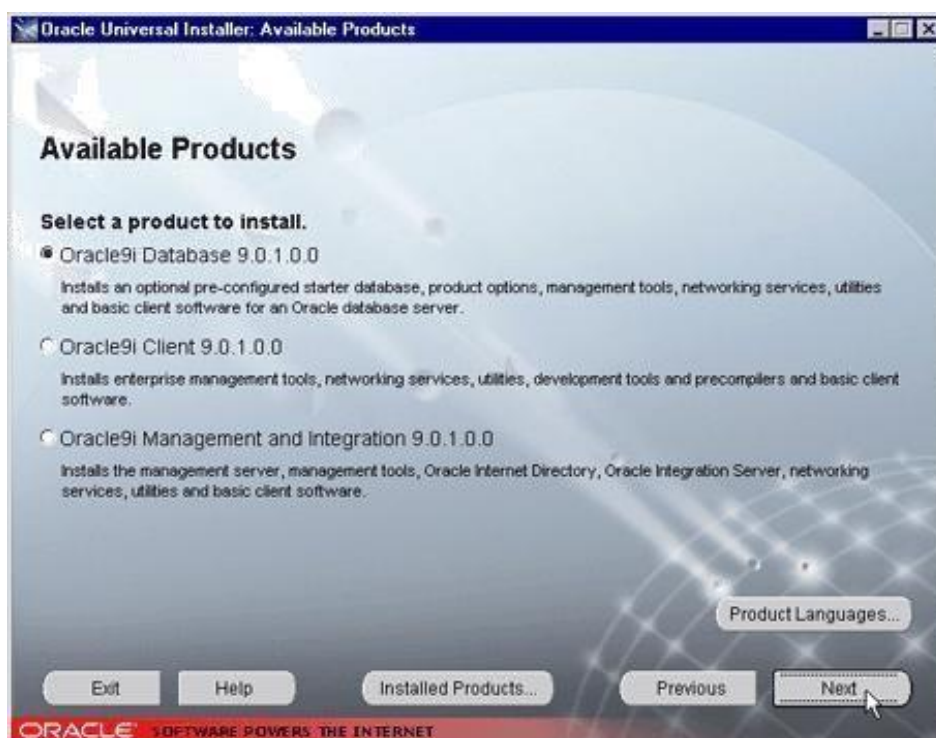 Oracle Universal Installer: Available Products
Available Products
Select a product to install.
Oracle9i Database 9.0.1.0.0
Installs an optional pre-configured starter database, product options, management tools, networking services, utilities
and basic client software for an Oracle database server.
Oracle9i Client 9.0.1.0.0
Installs enterprise management tools, networking services, utilities, development tools and precompilers and basic client
software.
Oracle9i Management and Integration 9.0.1.0.0
Installs the management server, management tools, Oracle Internet Directory, Oracle Integration Server, networking
services, utilities and basic client software.
Product Languages...
Exit
Help
Installed Products...
Previous
Next
ORACLE SOFTWARE POWERS THE INTERNET